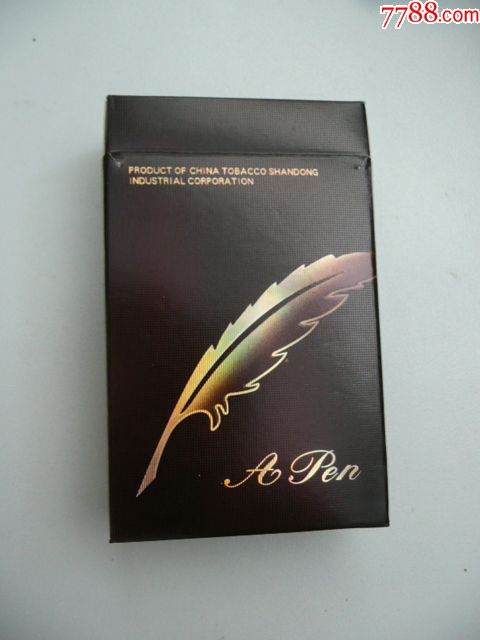 7788.com
PRODUCT OF CHINA TOBACCO SHANDONG
INDUSTRIAL CORPORATION
A Pen